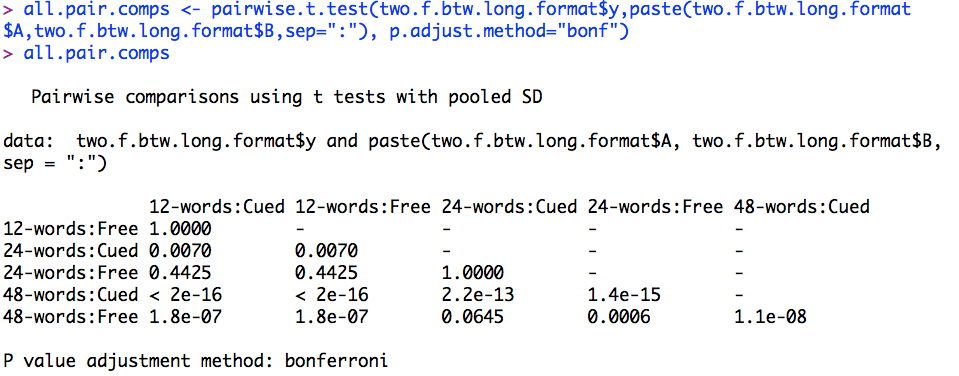 > all.pair.comps <- pairwise.t.test(two.f.btw.long.format$y,paste(two.f.btw.long.format
$A,two.f.btw.long.format$B,sep=":"), p.adjust.method="bonf")
> all.pair.comps
Pairwise comparisons using t tests with pooled SD
data:  two.f.btw.long.format$y and paste(two.f.btw.long.format$A, two.f.btw.long.format$B,
sep = ":")
12-words:Cued 12-words:Free 24-words:Cued 24-words:Free 48-words:Cued
12-words:Free 1.0000 - - - -
24-words:Cued 0.0070 0.0070 - - -
24-words:Free 0.4425 0.4425 1.0000 - -
48-words:Cued < 2e-16 < 2e-16 2.2e-13 1.4e-15 -
48-words:Free 1.8e-07 1.8e-07 0.0645 0.0006 1.1e-08
P value adjustment method: bonferroni